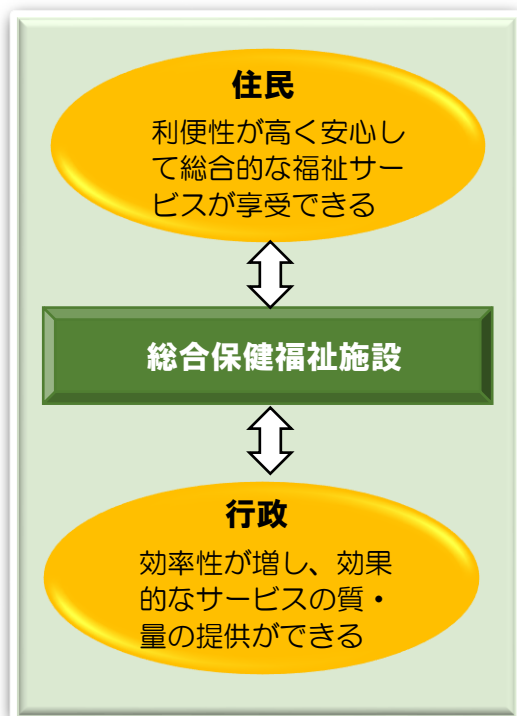 住民
利便性が高く安心し
て総合的な福祉サー
ビスが享受できる
総合保健福祉施設
行政
効率性が増し、効果
的なサービスの質・
量の提供ができる